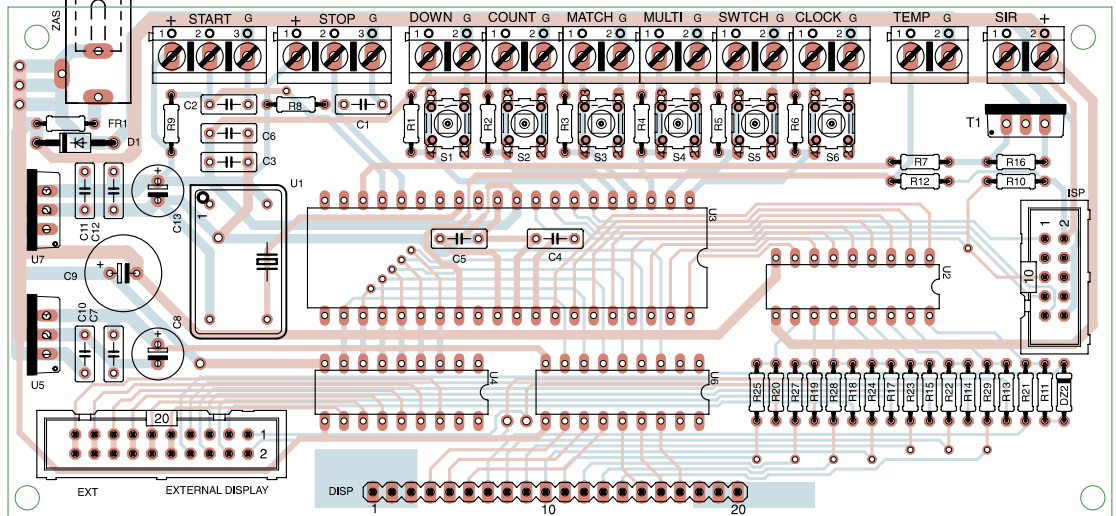 ZAS
+ START G
+ STOP G
DOWN G
COUNT G
MATCH G
MULTI G
SWTCH G
CLOCK G
TEMP G
SIR +
1 2 3
1 2 3
1 2
1 2
1 2
1 2
1 2
1 2
1 2
1 2
FR1
D1
R9
C2
R8
C1
C6
C3
R1
S1
R2
S2
R3
S3
R4
S4
R5
S5
R6
S6
T1
R7
R16
R12
R10
U7
C11
C12
+
C13
U1
1
U3
C5
C4
U2
ISP
1 2
10
C9
+
C10
C7
+
C8
U5
U4
U6
R25
R20
R27
R19
R28
R18
R24
R17
R23
R15
R22
R14
R29
R13
R21
R11
DZ2
20
1
2
EXT
EXTERNAL DISPLAY
DISP
1
10
20